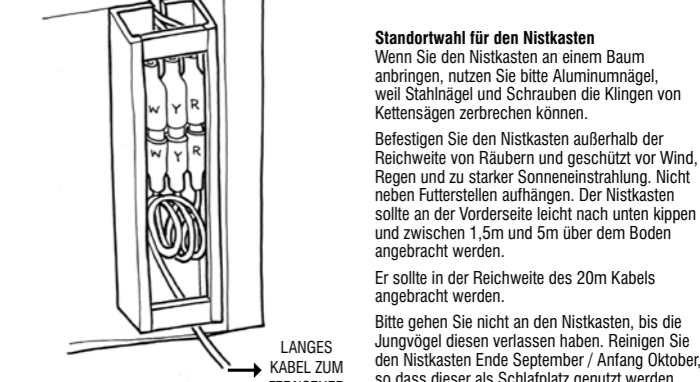 W Y R
W Y R
LANGES
KABEL ZUM
FERNSEHER
Standortwahl für den Nistkasten
Wenn Sie den Nistkasten an einem Baum
anbringen, nutzen Sie bitte Aluminumnägel,
weil Stahlnägel und Schrauben die Klingen von
Kettensägen zerbrechen können.
Befestigen Sie den Nistkasten außerhalb der
Reichweite von Räubern und geschützt vor Wind,
Regen und zu starker Sonneneinstrahlung. Nicht
neben Futterstellen aufhängen. Der Nistkasten
sollte an der Vorderseite leicht nach unten kippen
und zwischen 1,5m und 5m über dem Boden
angebracht werden.
Er sollte in der Reichweite des 20m Kabels
angebracht werden.
Bitte gehen Sie nicht an den Nistkasten, bis die
Jungvögel diesen verlassen haben. Reinigen Sie
den Nistkasten Ende September / Anfang Oktober,
so dass dieser als Schlafplatz genutzt werden